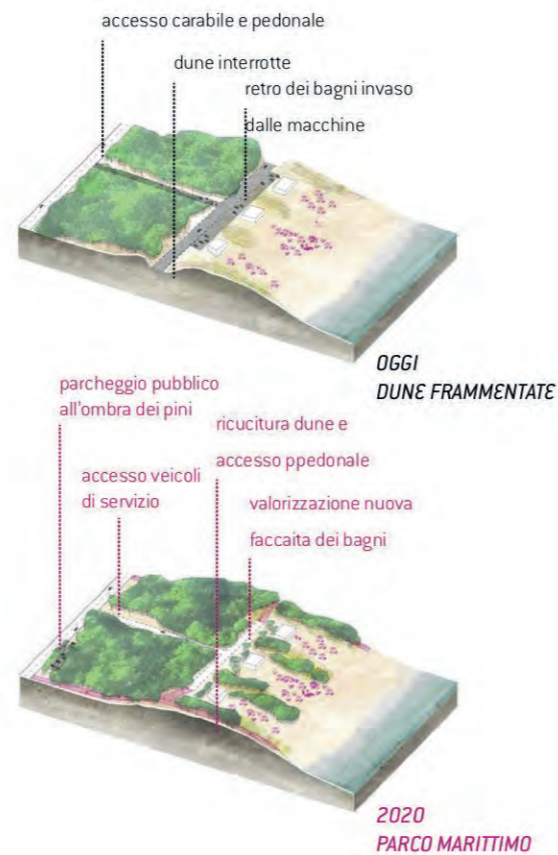 accesso carabile e pedonale
dune interrotte
retro dei bagni invaso
dalle macchine
OGGI
DUNE FRAMMENTATE
parcheggio pubblico
all'ombra dei pini
ricucitura dune e
accesso ppedonale
accesso veicoli
di servizio
valorizzazione nuova
faccaita dei bagni
2020
PARCO MARITTIMO